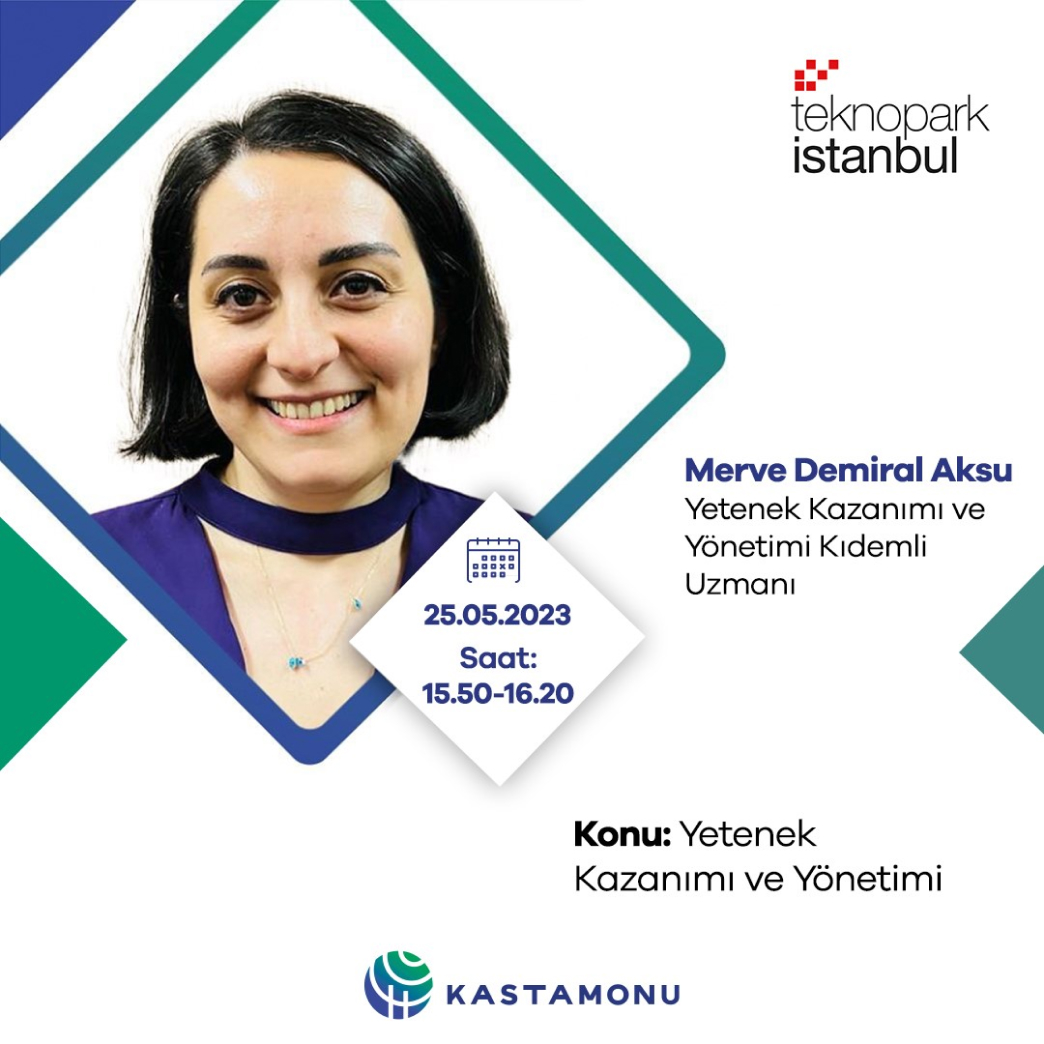 teknopark
istanbul
Merve Demiral Aksu
Yetenek Kazanımı ve
Yönetimi Kıdemli
Uzmanı
25.05.2023
Saat:
15.50-16.20
Konu: Yetenek
Kazanımı ve Yönetimi
KASTAMONU